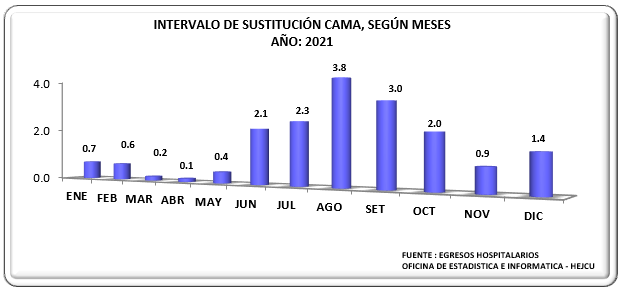 INTERVALO DE SUSTITUCIÓN CAMA, SEGÚN MESES
AÑO: 2021
4.0
2.0
0.0
0.7
0.6
0.2
0.1
0.4
2.1
2.3
3.8
3.0
2.0
0.9
1.4
ENE
FEB
MAR
ABR
MAY
JUN
JUL
AGO
SET
OCT
NOV
DIC
FUENTE : EGRESOS HOSPITALARIOS
OFICINA DE ESTADISTICA E INFORMATICA - HEJCU